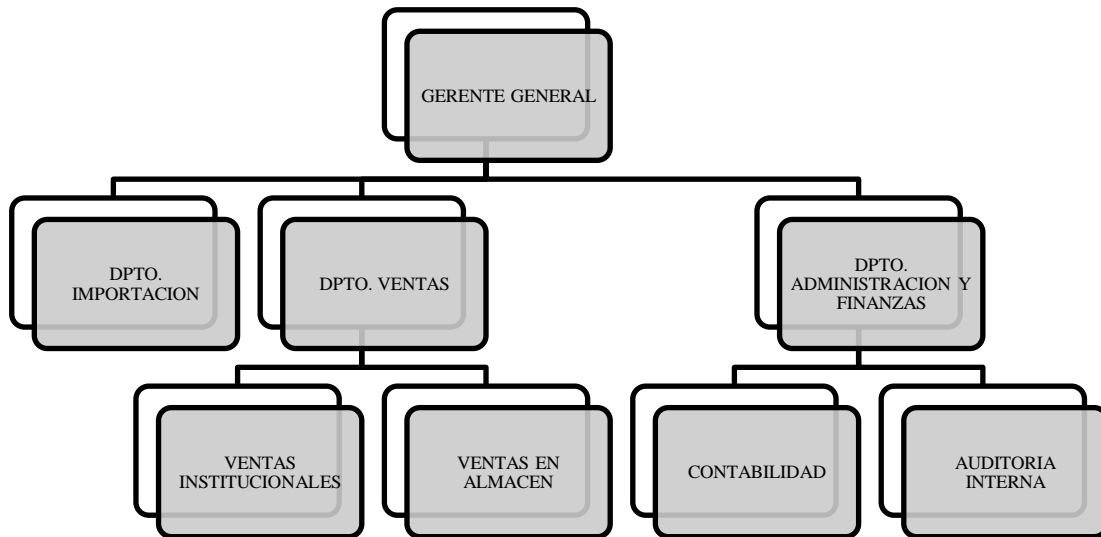 GERENTE GENERAL
DPTO.
IMPORTACION
DPTO. VENTAS
DPTO.
ADMINISTRACION Y
FINANZAS
VENTAS
INSTITUCIONALES
VENTAS EN
ALMACEN
CONTABILIDAD
AUDITORIA
INTERNA